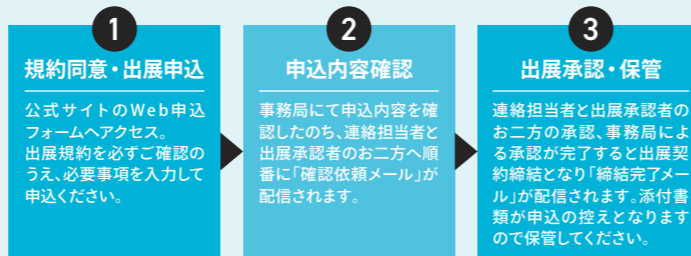 1
規約同意・出展申込
公式サイトのWeb申込
フォームへアクセス。
出展規約を必ずご確認の
うえ、必要事項を入力して
申込ください。
2
申込内容確認
事務局にて申込内容を確
認したのち、連絡担当者と
出展承認者のお二方へ順
番に「確認依頼メール」が
配信されます。
3
出展承認・保管
連絡担当者と出展承認者の
お二方の承認、事務局によ
る承認が完了すると出展契
約締結となり「締結完了メー
ル」が配信されます。添付書
類が申込の控えとなります
ので保管してください。